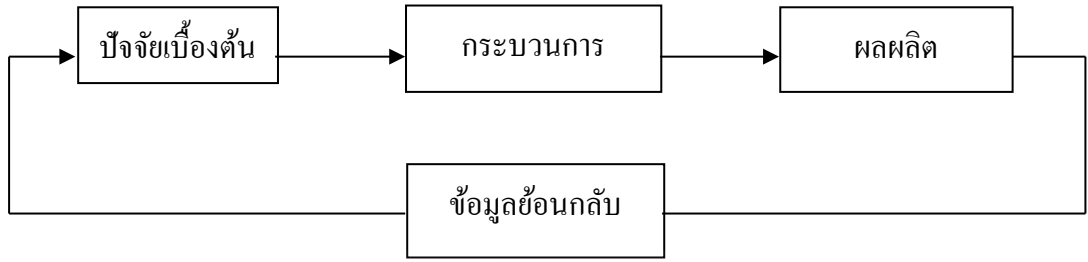 ปัจจัยเบื้องต้น
กระบวนการ
ผลผลิต
ข้อมูลย้อนกลับ